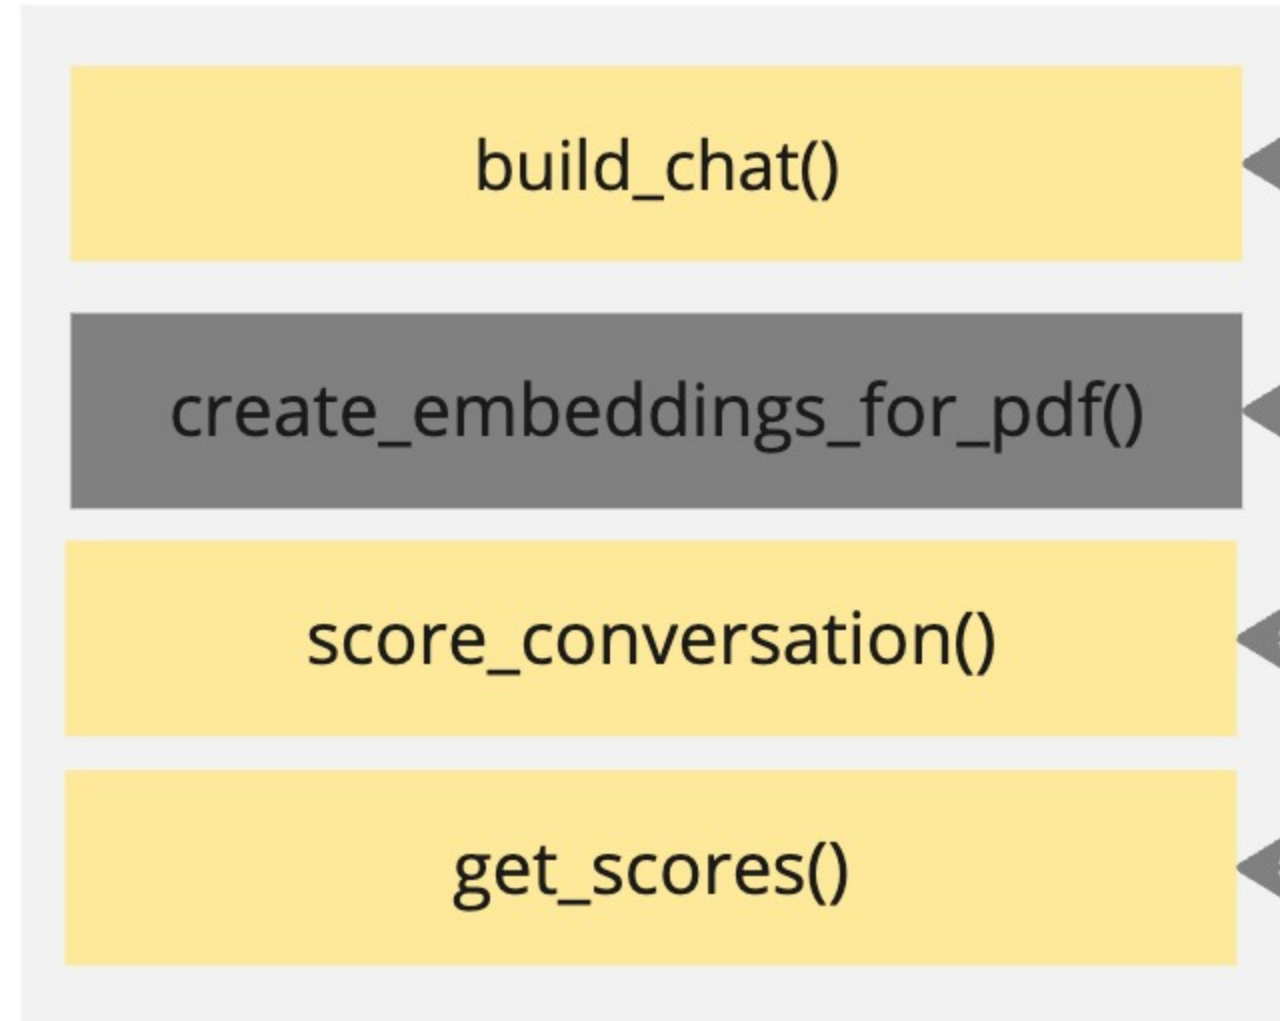 build_chat()
create_embeddings_for_pdf()
score_conversation()
get_scores()